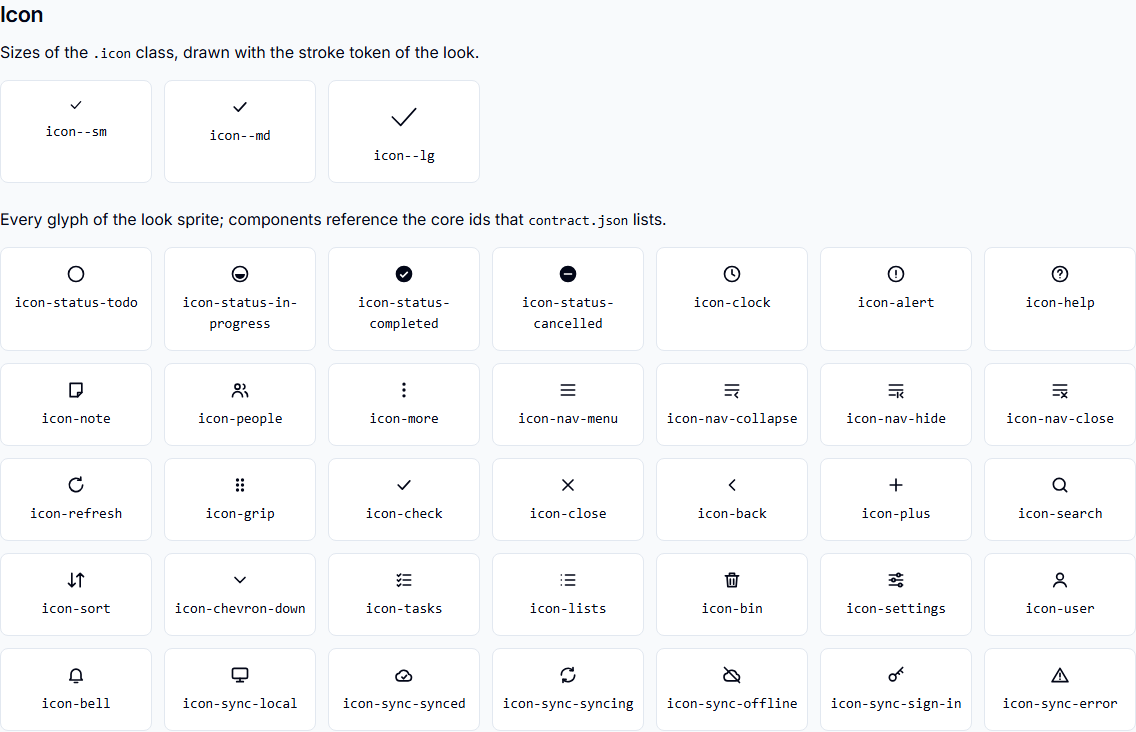 Icon
Sizes of the .icon class, drawn with the stroke token of the look.
icon--sm
icon--md
icon--lg
Every glyph of the look sprite; components reference the core ids that contract.json lists.
icon-status-todo
icon-status-in-
progress
icon-status-
completed
icon-status-
cancelled
icon-clock
icon-alert
icon-help
icon-note
icon-people
icon-more
icon-nav-menu
icon-nav-collapse
icon-nav-hide
icon-nav-close
icon-refresh
icon-grip
icon-check
icon-close
icon-back
icon-plus
icon-search
icon-sort
icon-chevron-down
icon-tasks
icon-lists
icon-bin
icon-settings
icon-user
icon-bell
icon-sync-local
icon-sync-synced
icon-sync-syncing
icon-sync-offline
icon-sync-sign-in
icon-sync-error